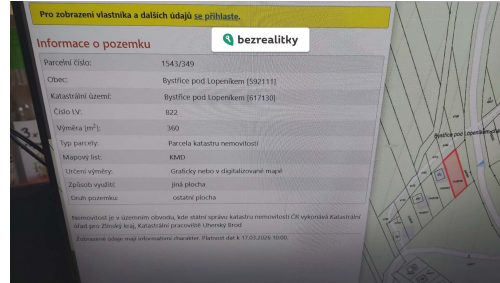 Pro zobrazení vlastníka a dalších údajů se přihlaste.
bezrealitky
Informace o pozemku
Parcelní číslo: 1543/349
Obec: Bystřice pod Lopeníkem [592111]
Katastrální území: Bystřice pod Lopeníkem [617130]
Číslo LV: 822
Výměra [m²]: 360
Typ parcely: Parcela katastru nemovitostí
Mapový list: KMD
Určení výměry: Graficky nebo v digitalizované mapě
Způsob využití: jiná plocha
Druh pozemku: ostatní plocha
Nemovitost je v územním obvodu, kde státní správu katastru nemovitostí ČR vykonává Katastrální
úřad pro Zlínský kraj, Katastrální pracoviště Uherský Brod
Zobrazené údaje mají informativní charakter. Platnost dat k 17.03.2026 10:00.
Bystřice pod Lopeníkem